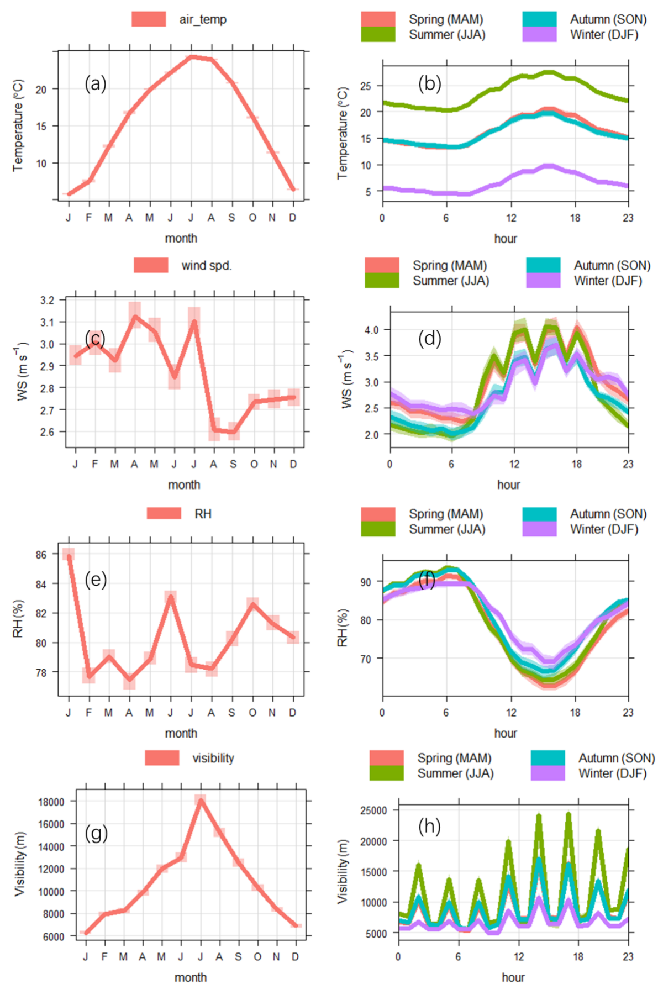 air_temp
Spring (MAM)
Summer (JJA)
Autumn (SON)
Winter (DJF)
(a)
Temperature (°C)
20
15
10
J F M A M J J A S O N D
month
(b)
Temperature (°C)
25
20
15
10
5
0 6 12 18 23
hour
wind spd.
Spring (MAM)
Summer (JJA)
Autumn (SON)
Winter (DJF)
(c)
WS (m s⁻¹)
3.2
3.1
3.0
2.9
2.8
2.7
2.6
J F M A M J J A S O N D
month
(d)
WS (m s⁻¹)
4.0
3.5
3.0
2.5
2.0
0 6 12 18 23
hour
RH
Spring (MAM)
Summer (JJA)
Autumn (SON)
Winter (DJF)
(e)
RH (%)
86
84
82
80
78
J F M A M J J A S O N D
month
(f)
RH (%)
90
80
70
0 6 12 18 23
hour
visibility
Spring (MAM)
Summer (JJA)
Autumn (SON)
Winter (DJF)
(g)
Visibility (m)
18000
16000
14000
12000
10000
8000
6000
J F M A M J J A S O N D
month
(h)
Visibility (m)
25000
20000
15000
10000
5000
0 6 12 18 23
hour